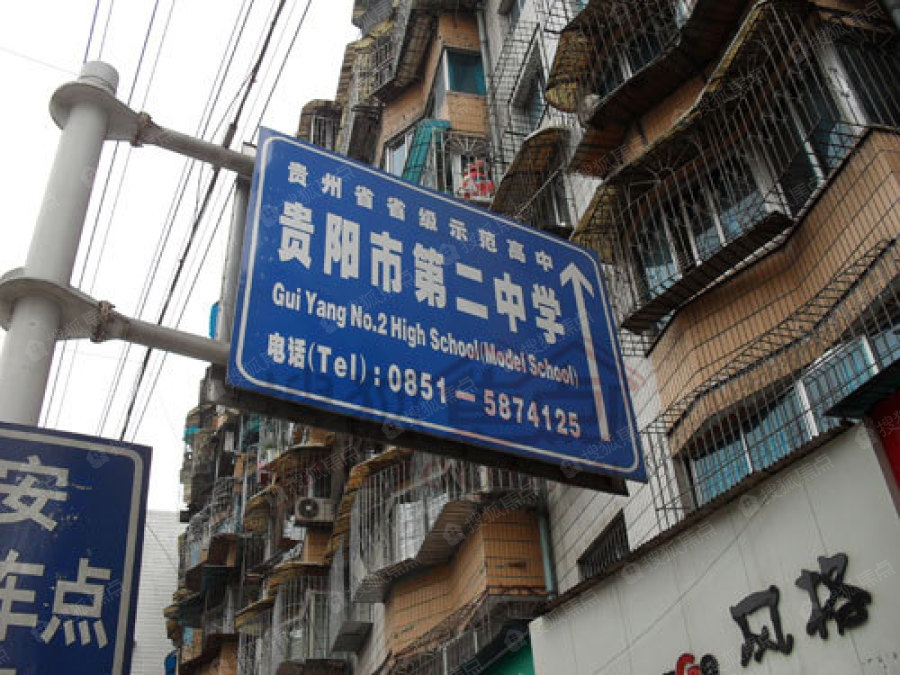 贵州省省级示范高中
贵阳市第二中学
Gui Yang No.2 High School(Model School)
电话(Tel)：0851－5874125
安
车点
风格